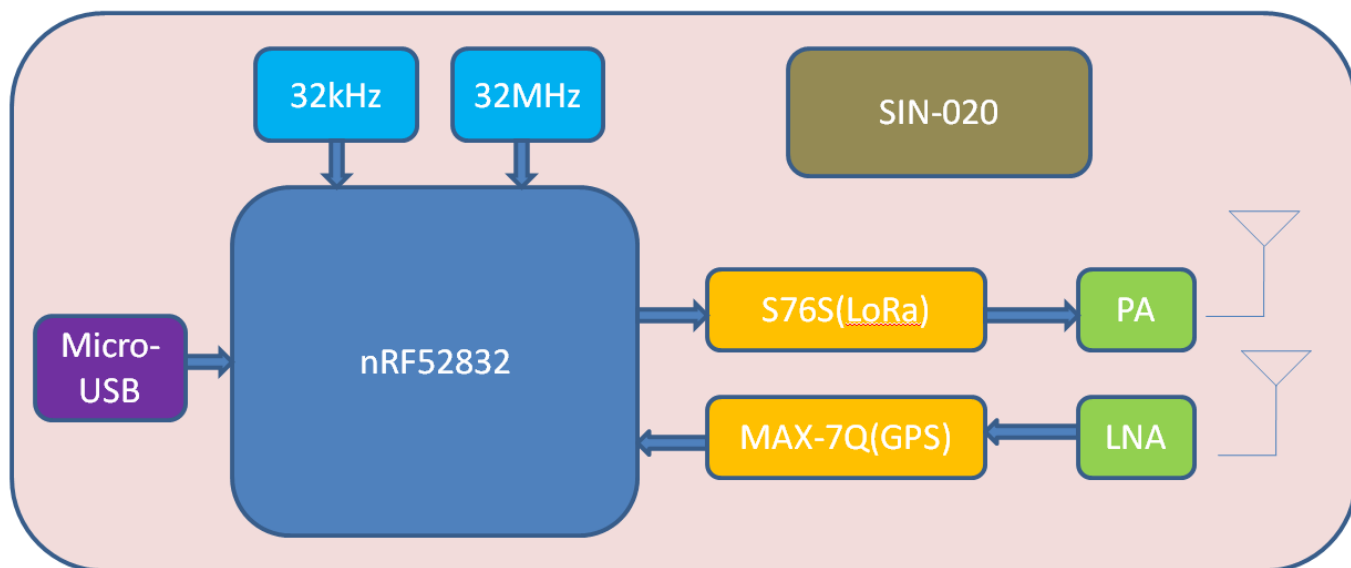 32kHz
32MHz
SIN-020
Micro-
USB
nRF52832
S76S(LoRa)
PA
MAX-7Q(GPS)
LNA